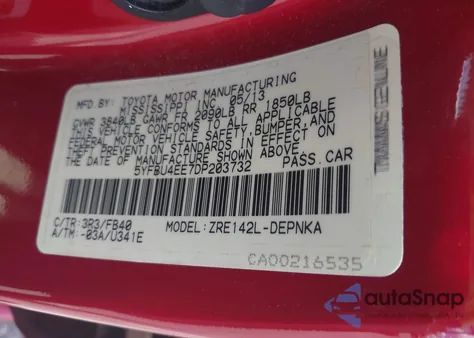 MFD. BY: TOYOTA MOTOR MANUFACTURING
MISSISSIPPI, INC 05/13
GVWR 3840LB GAWR FR 2090LB RR 1850LB
THIS VEHICLE CONFORMS TO ALL APPLICABLE
FEDERAL MOTOR VEHICLE SAFETY, BUMPER, AND
THEFT PREVENTION STANDARDS IN EFFECT ON
THE DATE OF MANUFACTURE SHOWN ABOVE.
5YFBU4EE7DP203732 PASS.CAR
C/TR:3R3/FB40 MODEL:ZRE142L-DEPNKA
A/TM:-03A/U341E
CA00216535
autoSnap